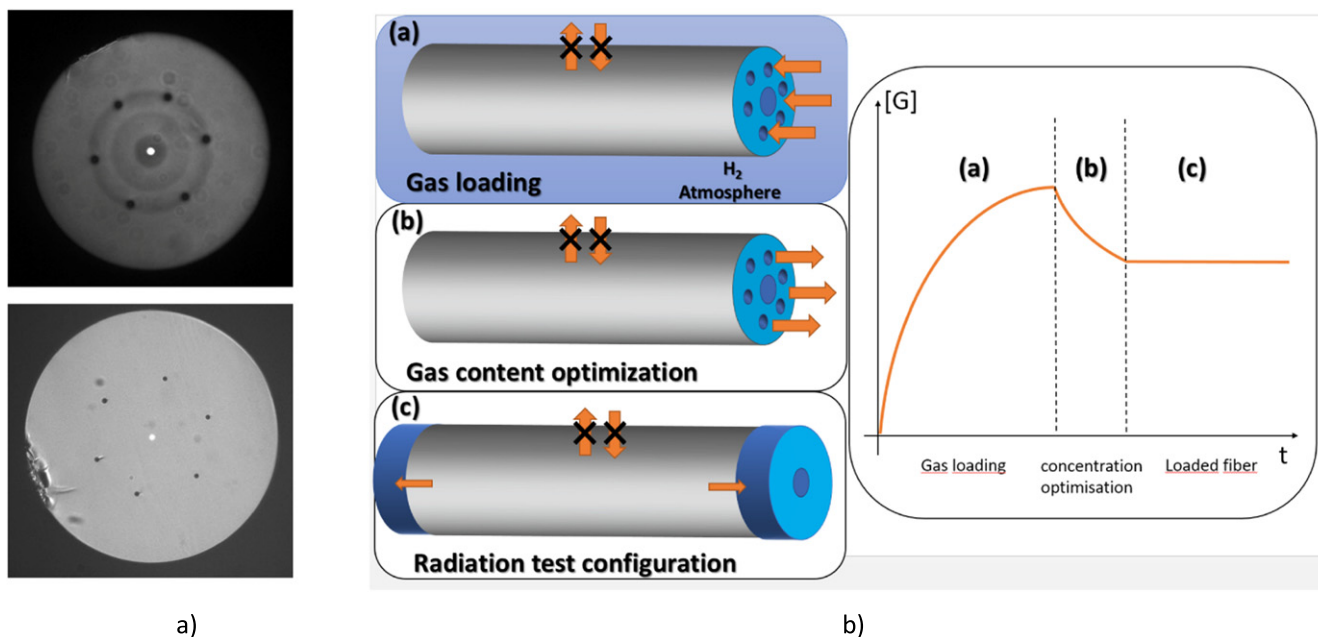 (a)
Gas loading
H₂
Atmosphere
(b)
Gas content optimization
(c)
Radiation test configuration
[G]
(a)
(b)
(c)
t
Gas loading
concentration
optimisation
Loaded fiber
a)
b)